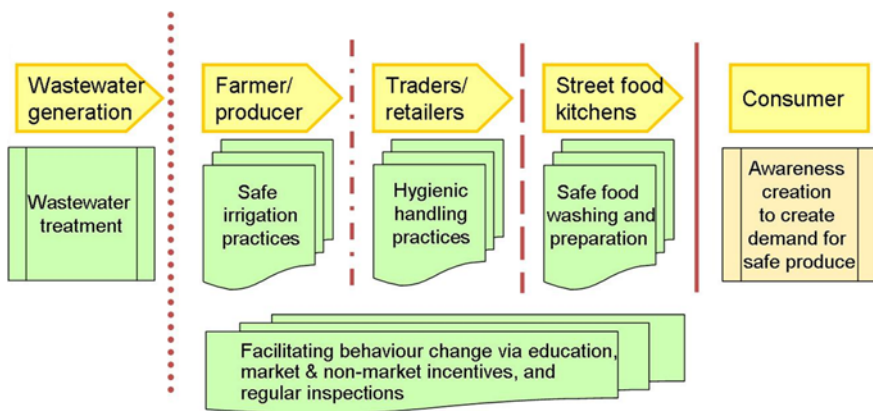 Wastewater
generation
Farmer/
producer
Traders/
retailers
Street food
kitchens
Consumer
Wastewater
treatment
Safe
irrigation
practices
Hygienic
handling
practices
Safe food
washing and
preparation
Awareness
creation
to create
demand for
safe produce
Facilitating behaviour change via education,
market & non-market incentives, and
regular inspections